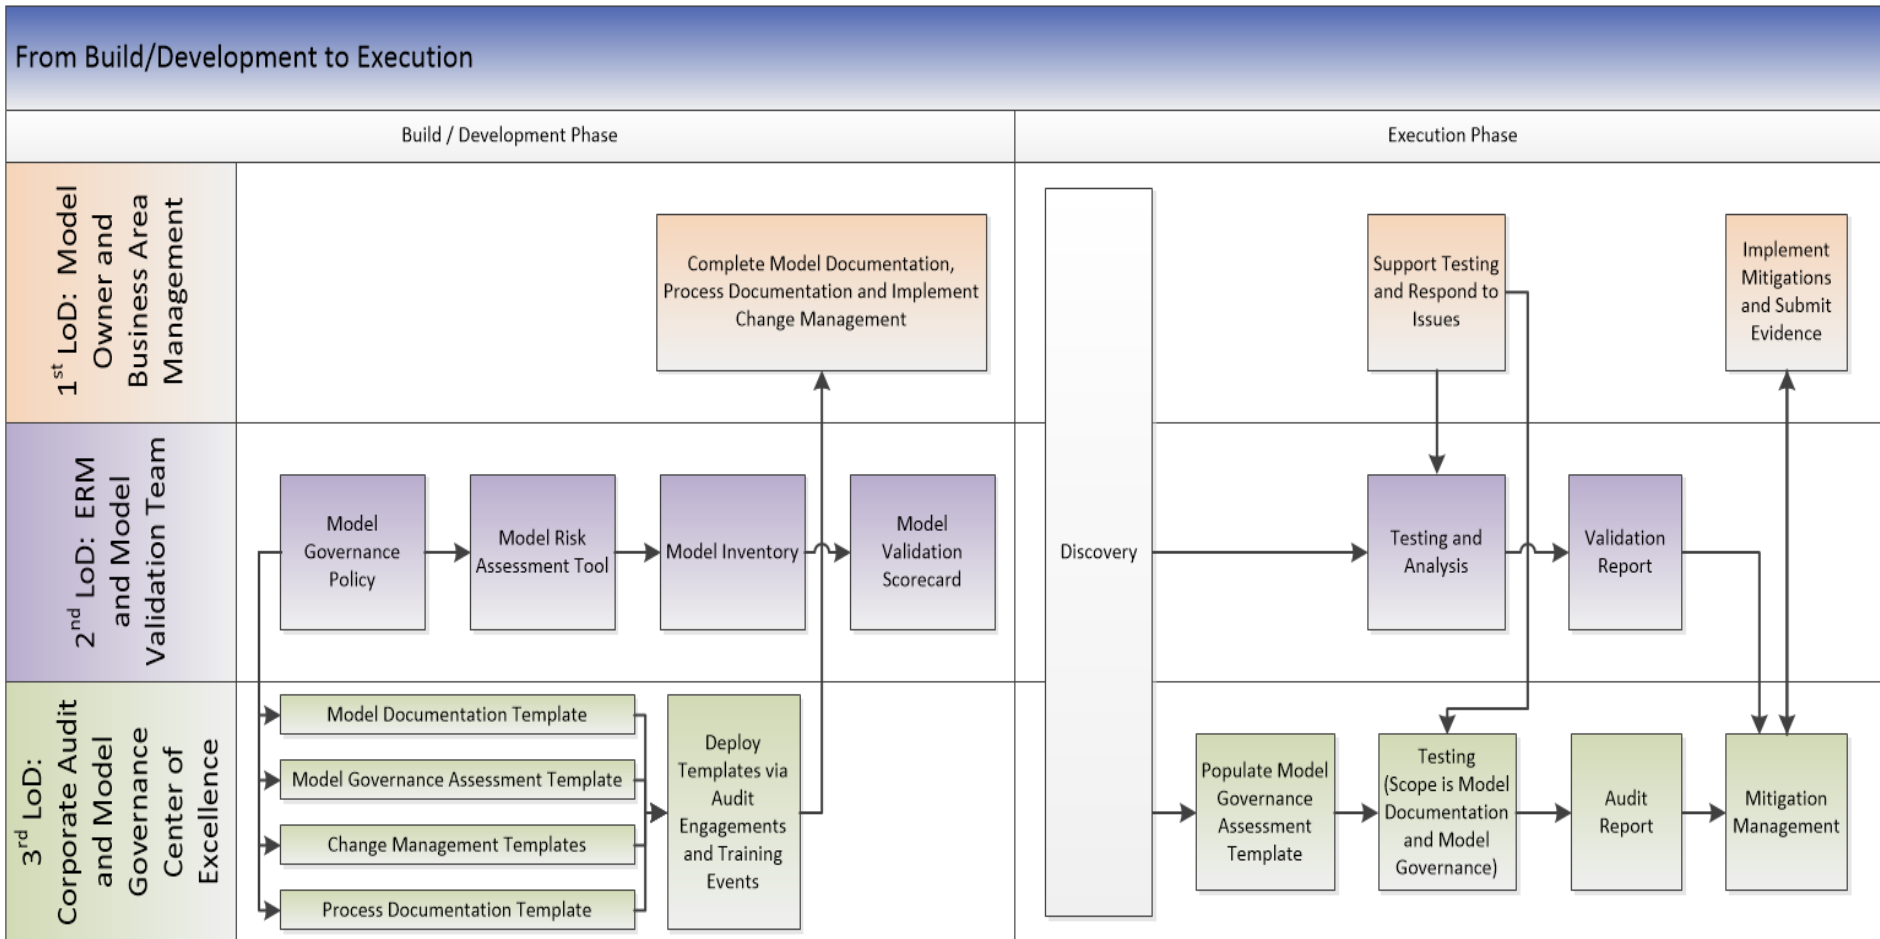 From Build/Development to Execution
Build / Development Phase
Execution Phase
1st LoD: Model
Owner and
Business Area
Management
Complete Model Documentation,
Process Documentation and Implement
Change Management
Support Testing
and Respond to
Issues
Implement
Mitigations
and Submit
Evidence
2nd LoD: ERM
and Model
Validation Team
Model
Governance
Policy
Model Risk
Assessment Tool
Model Inventory
Model
Validation
Scorecard
Discovery
Testing and
Analysis
Validation
Report
3rd LoD:
Corporate Audit
and Model
Governance
Center of
Excellence
Model Documentation Template
Model Governance Assessment Template
Change Management Templates
Process Documentation Template
Deploy
Templates via
Audit
Engagements
and Training
Events
Populate Model
Governance
Assessment
Template
Testing
(Scope is Model
Documentation
and Model
Governance)
Audit
Report
Mitigation
Management